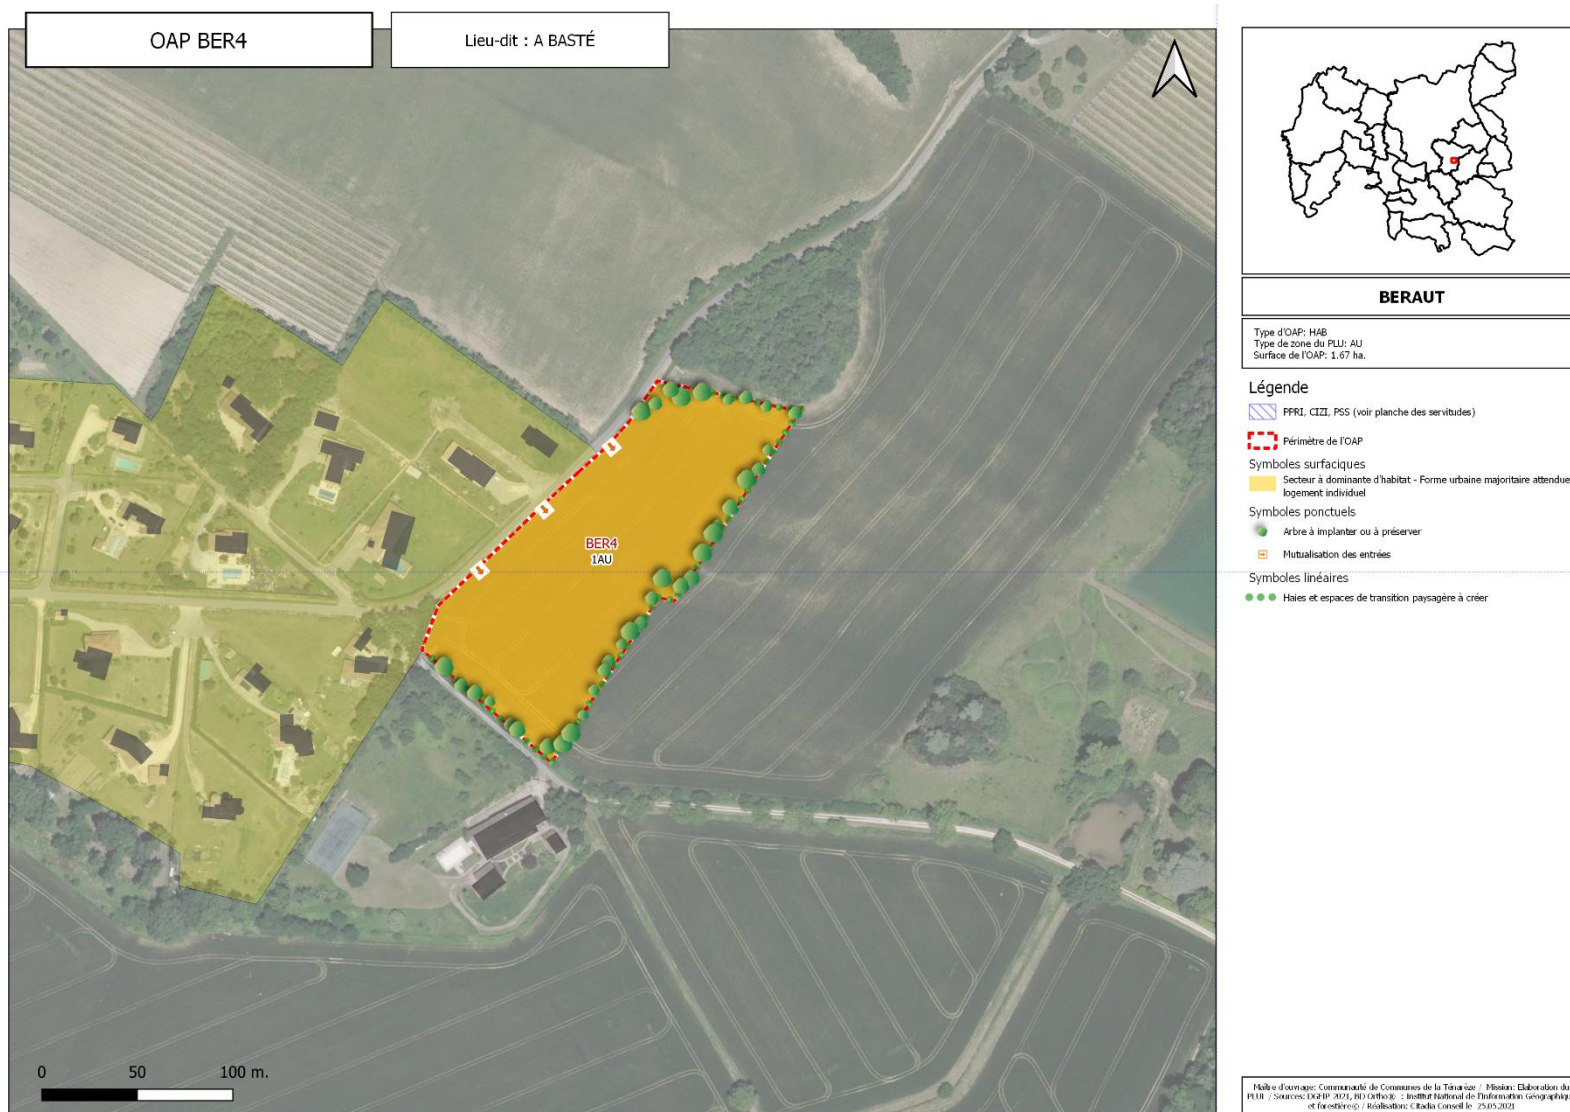 OAP BER4
Lieu-dit : A BASTÉ
BERAUT
Type d'OAP: HAB
Type de zone du PLU: AU
Surface de l'OAP: 1.67 ha.
Légende
PPRI, CIZI, PSS (voir planche des servitudes)
Périmètre de l'OAP
Symboles surfaciques
Secteur à dominante d'habitat - Forme urbaine majoritaire attendue
logement individuel
Symboles ponctuels
Arbre à implanter ou à préserver
Mutualisation des entrées
Symboles linéaires
Haies et espaces de transition paysagère à créer
BER4
1AU
0 50 100 m.
Maître d'ouvrage: Communauté de Communes de la Ténarèze / Mission: Elaboration du
PLUI / Sources: DGFIP 2021, BD Ortho® : Institut National de l'Information Géographique
et forestière© / Réalisation: Citadia Conseil le 25.05.2021